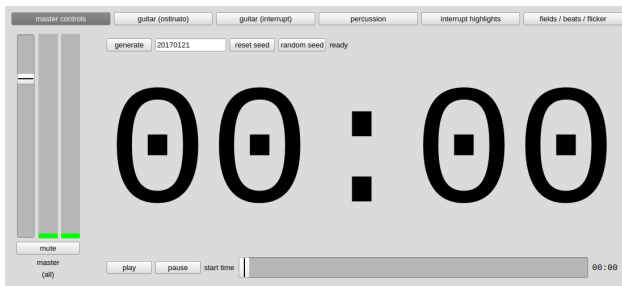 master controls guitar (ostinato) guitar (interrupt) percussion interrupt highlights fields / beats / flicker
generate 20170121 reset seed random seed ready
00:00
mute
master
(all)
play pause start time 00:00